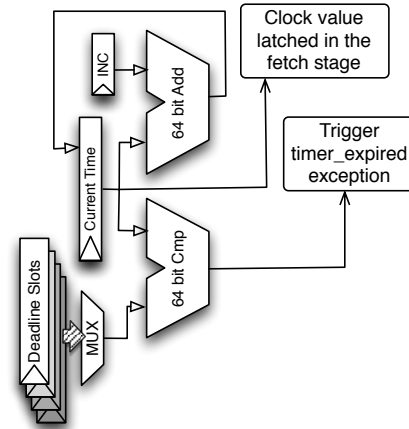 Clock value
latched in the
fetch stage
INC
64 bit Add
Trigger
timer_expired
exception
Current Time
64 bit Cmp
Deadline Slots
MUX